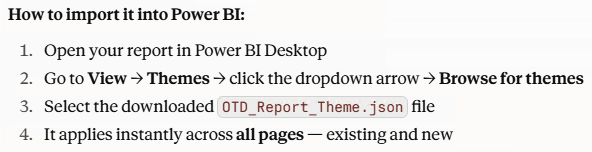 How to import it into Power BI:
1. Open your report in Power BI Desktop
2. Go to View → Themes → click the dropdown arrow → Browse for themes
3. Select the downloaded OTD_Report_Theme.json file
4. It applies instantly across all pages — existing and new